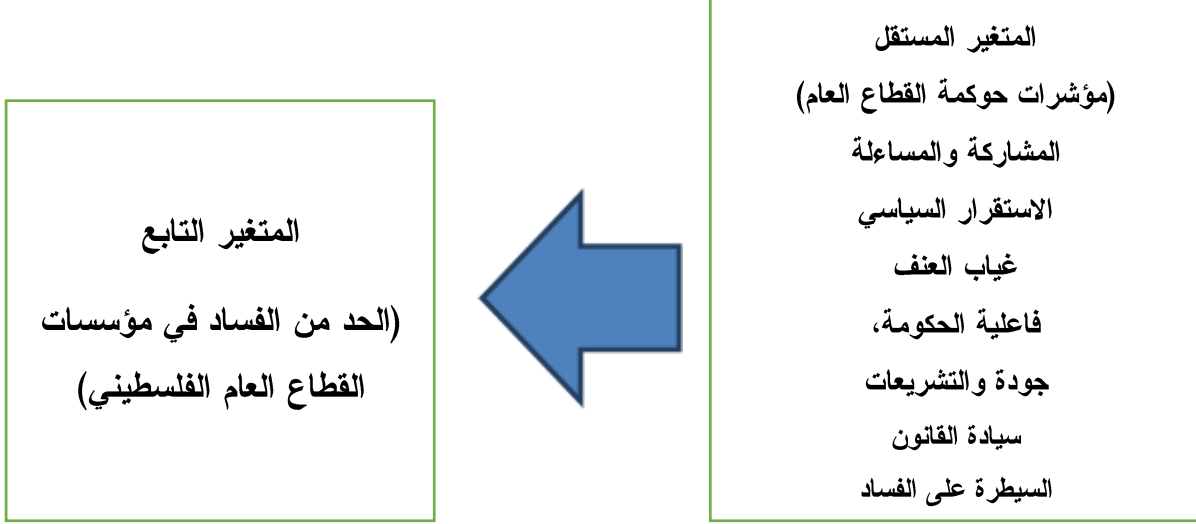 المتغير المستقل
(مؤشرات حوكمة القطاع العام)
المشاركة والمساءلة
الاستقرار السياسي
غياب العنف
فاعلية الحكومة،
جودة والتشريعات
سيادة القانون
السيطرة على الفساد
المتغير التابع
(الحد من الفساد في مؤسسات
القطاع العام الفلسطيني)